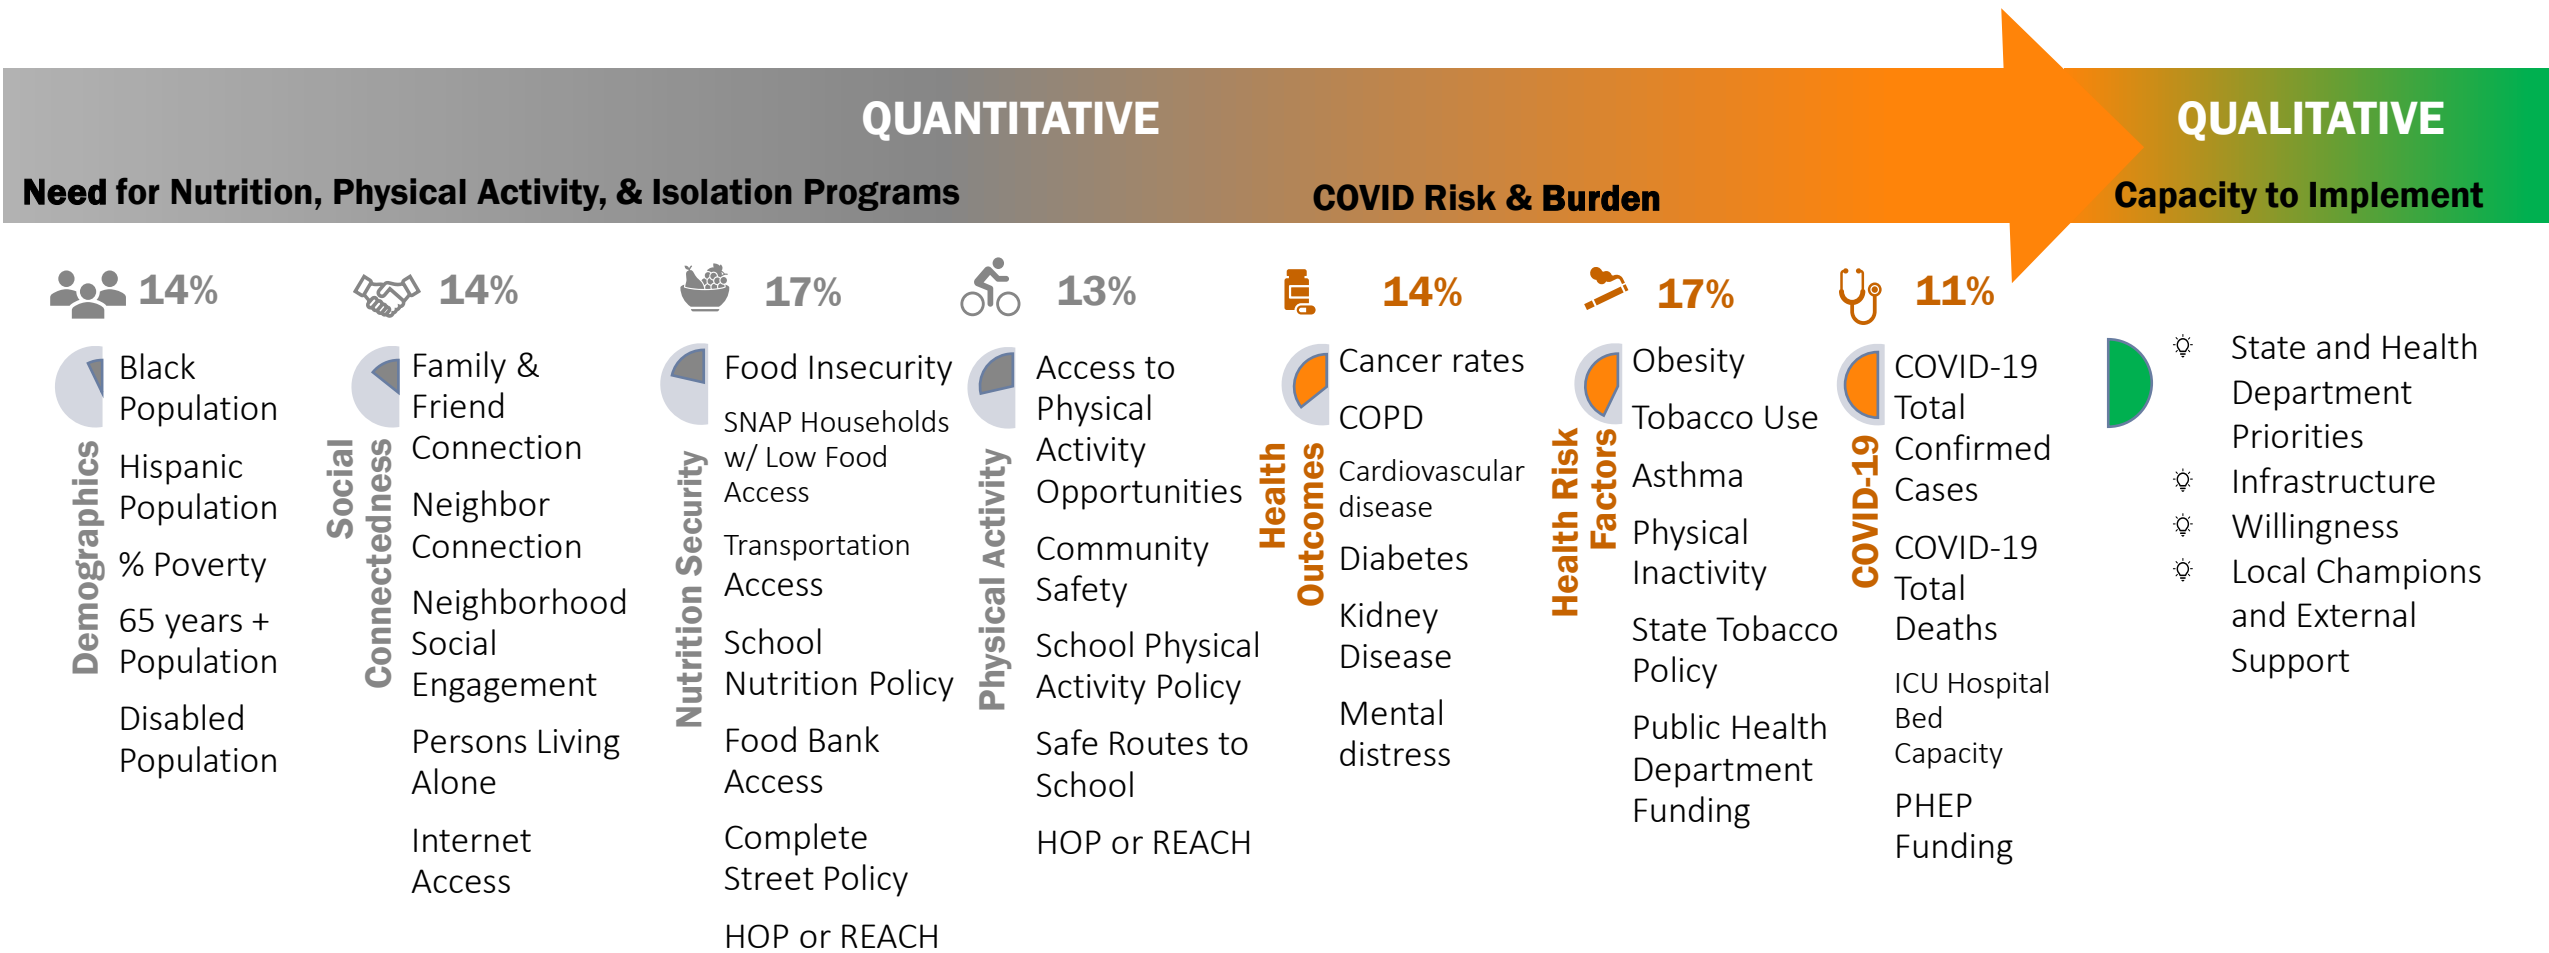 QUANTITATIVE
QUALITATIVE
Need for Nutrition, Physical Activity, & Isolation Programs
COVID Risk & Burden
Capacity to Implement
14%
Demographics
Black
Population
Hispanic
Population
% Poverty
65 years +
Population
Disabled
Population
14%
Social
Connectedness
Family &
Friend
Connection
Neighbor
Connection
Neighborhood
Social
Engagement
Persons Living
Alone
Internet
Access
17%
Nutrition Security
Food Insecurity
SNAP Households
w/ Low Food
Access
Transportation
Access
School
Nutrition Policy
Food Bank
Access
Complete
Street Policy
HOP or REACH
13%
Physical Activity
Access to
Physical
Activity
Opportunities
Community
Safety
School Physical
Activity Policy
Safe Routes to
School
HOP or REACH
14%
Health
Outcomes
Cancer rates
COPD
Cardiovascular
disease
Diabetes
Kidney
Disease
Mental
distress
17%
Health Risk
Factors
Obesity
Tobacco Use
Asthma
Physical
Inactivity
State Tobacco
Policy
Public Health
Department
Funding
11%
COVID-19
COVID-19
Total
Confirmed
Cases
COVID-19
Total
Deaths
ICU Hospital
Bed
Capacity
PHEP
Funding
State and Health
Department
Priorities
Infrastructure
Willingness
Local Champions
and External
Support